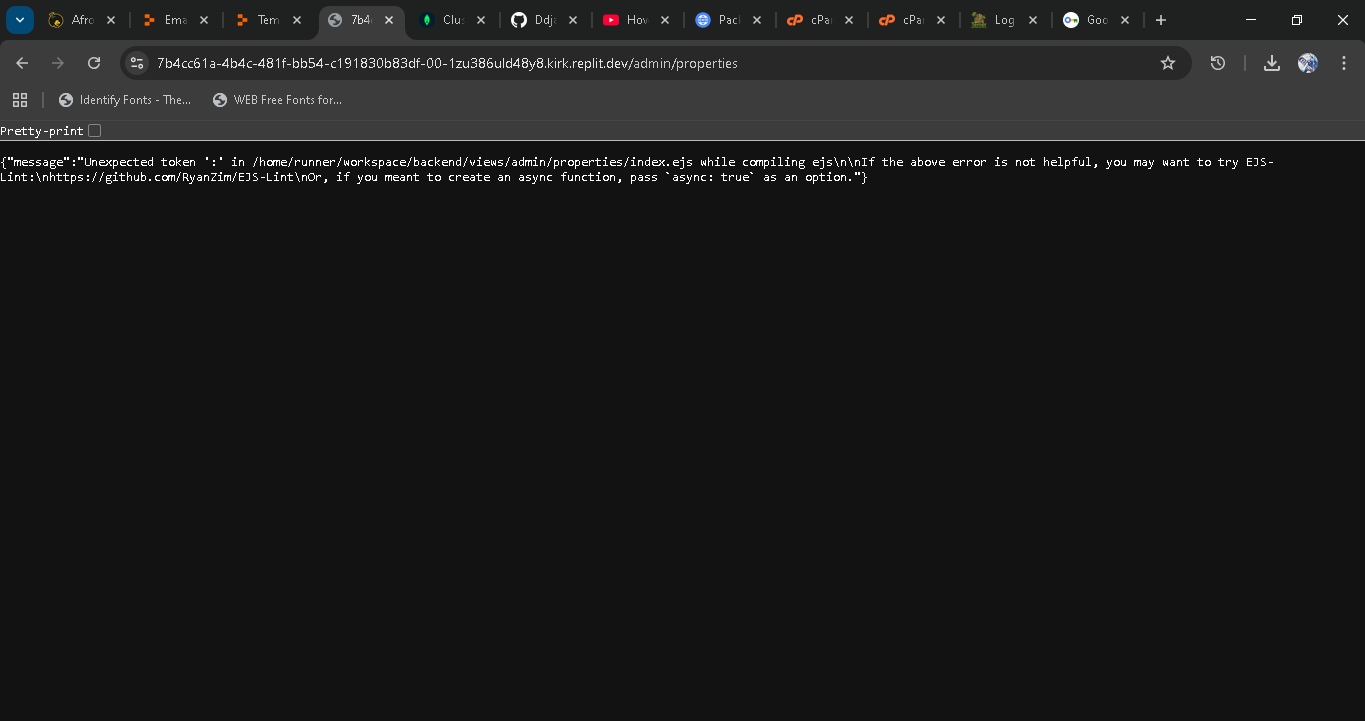 Afro
Ema
Tem
7b4
Clus
Ddja
How
Pack
cPa
cPa
Log
Goo
7b4cc61a-4b4c-481f-bb54-c191830b83df-00-1zu386uld48y8.kirk.replit.dev/admin/properties
Identify Fonts - The...
WEB Free Fonts for...
Pretty-print
{"message":"Unexpected token ':' in /home/runner/workspace/backend/views/admin/properties/index.ejs while compiling ejs\n\nIf the above error is not helpful, you may want to try EJS-
Lint:\nhttps://github.com/RyanZim/EJS-Lint\nOr, if you meant to create an async function, pass `async: true` as an option."}